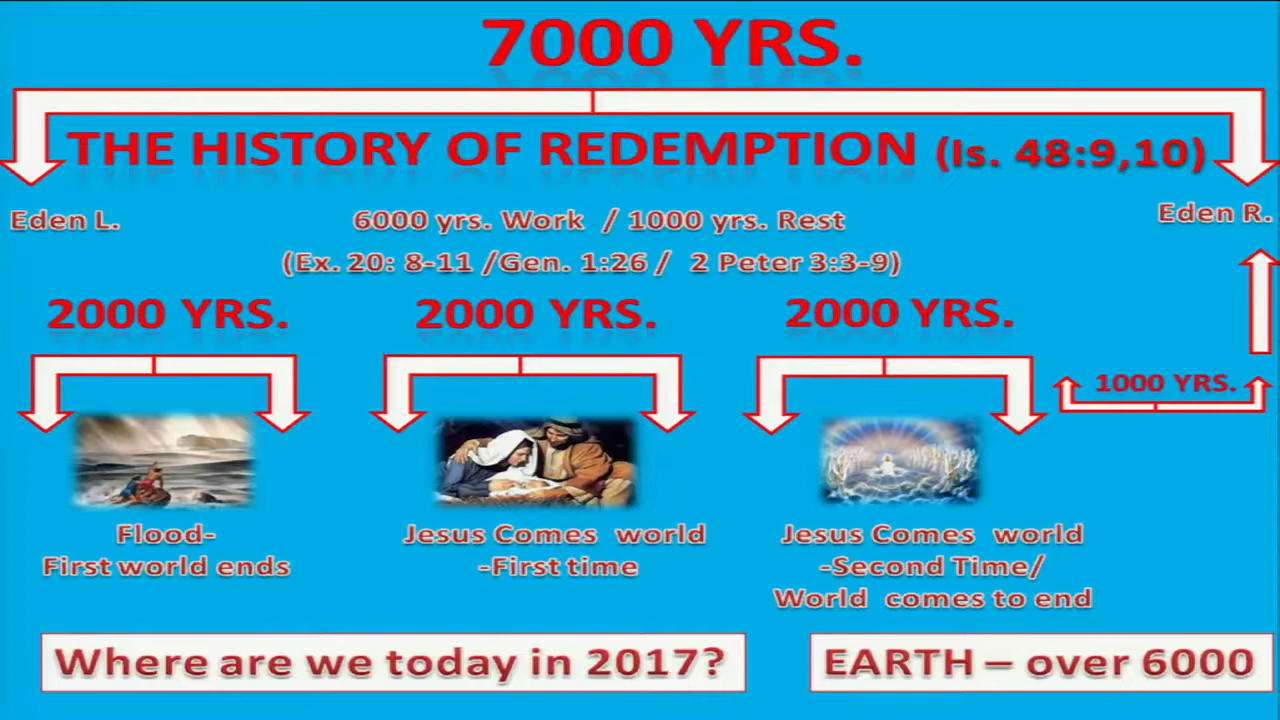 7000 YRS.
THE HISTORY OF REDEMPTION (Is. 48:9,10)
Eden L.
6000 yrs. Work / 1000 yrs. Rest
Eden R.
(Ex. 20: 8-11 /Gen. 1:26 / 2 Peter 3:3-9)
2000 YRS.
2000 YRS.
2000 YRS.
1000 YRS.
Flood-
First world ends
Jesus Comes world
-First time
Jesus Comes world
-Second Time/
World comes to end
Where are we today in 2017?
EARTH – over 6000